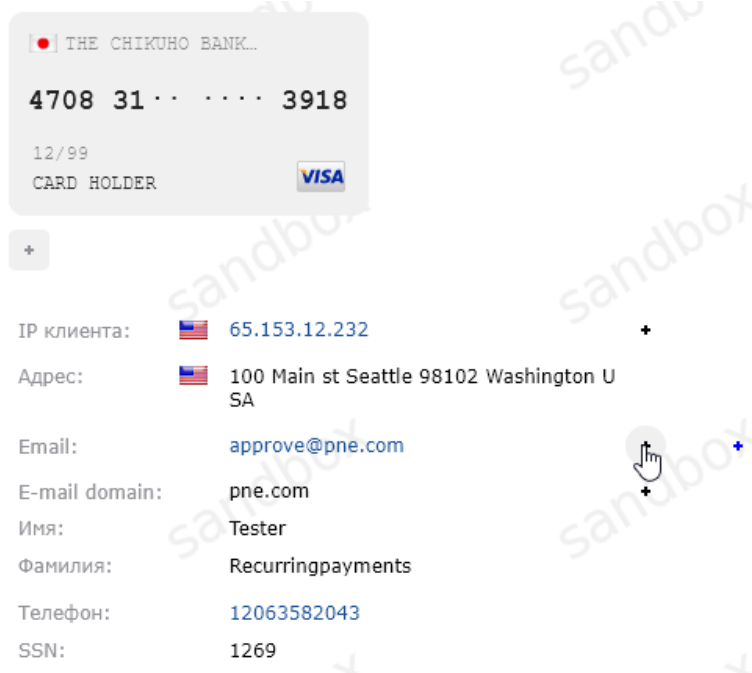 THE CHIKUHO BANK…
4708 31·· ···· 3918
12/99
CARD HOLDER
VISA
+
IP клиента: 65.153.12.232 +
Адрес: 100 Main st Seattle 98102 Washington U
SA
Email: approve@pne.com + +
E-mail domain: pne.com +
Имя: Tester
Фамилия: Recurringpayments
Телефон: 12063582043
SSN: 1269
sandbox
sandbox
sandbox
sandbox
sandbox